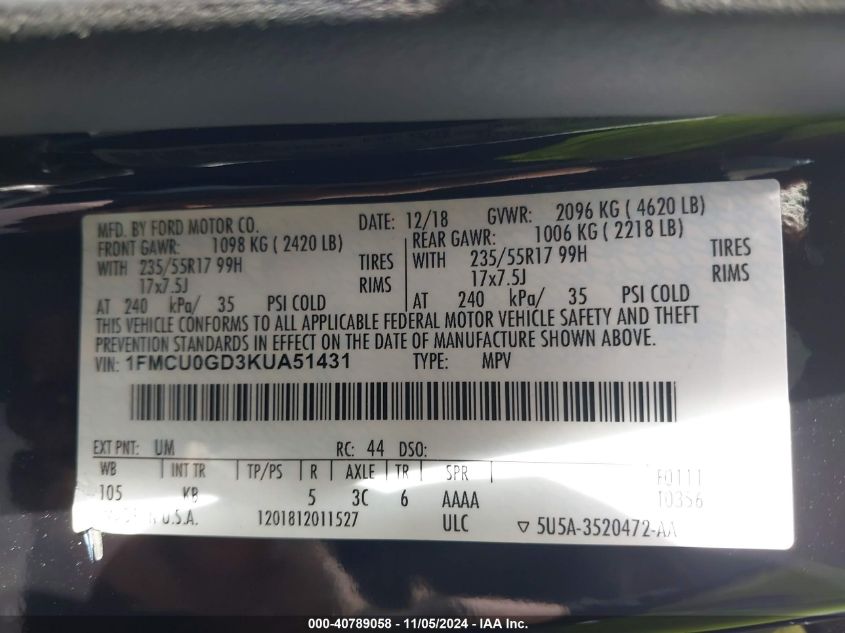 MFD. BY FORD MOTOR CO. DATE: 12/18 GVWR: 2096 KG ( 4620 LB)
FRONT GAWR: 1098 KG ( 2420 LB) REAR GAWR: 1006 KG ( 2218 LB)
WITH 235/55R17 99H TIRES WITH 235/55R17 99H TIRES
17x7.5J RIMS 17x7.5J RIMS
AT 240 kPa/ 35 PSI COLD AT 240 kPa/ 35 PSI COLD
THIS VEHICLE CONFORMS TO ALL APPLICABLE FEDERAL MOTOR VEHICLE SAFETY AND THEFT
PREVENTION STANDARDS IN EFFECT ON THE DATE OF MANUFACTURE SHOWN ABOVE.
VIN: 1FMCU0GD3KUA51431 TYPE: MPV
EXT PNT: UM RC: 44 DSO:
WB INT TR TP/PS R AXLE TR SPR F0111
105 KB 5 3C 6 AAAA T0356
U.S.A. 1201812011527 ULC ▽ 5U5A-3520472-AA
000-40789058 - 11/05/2024 - IAA Inc.